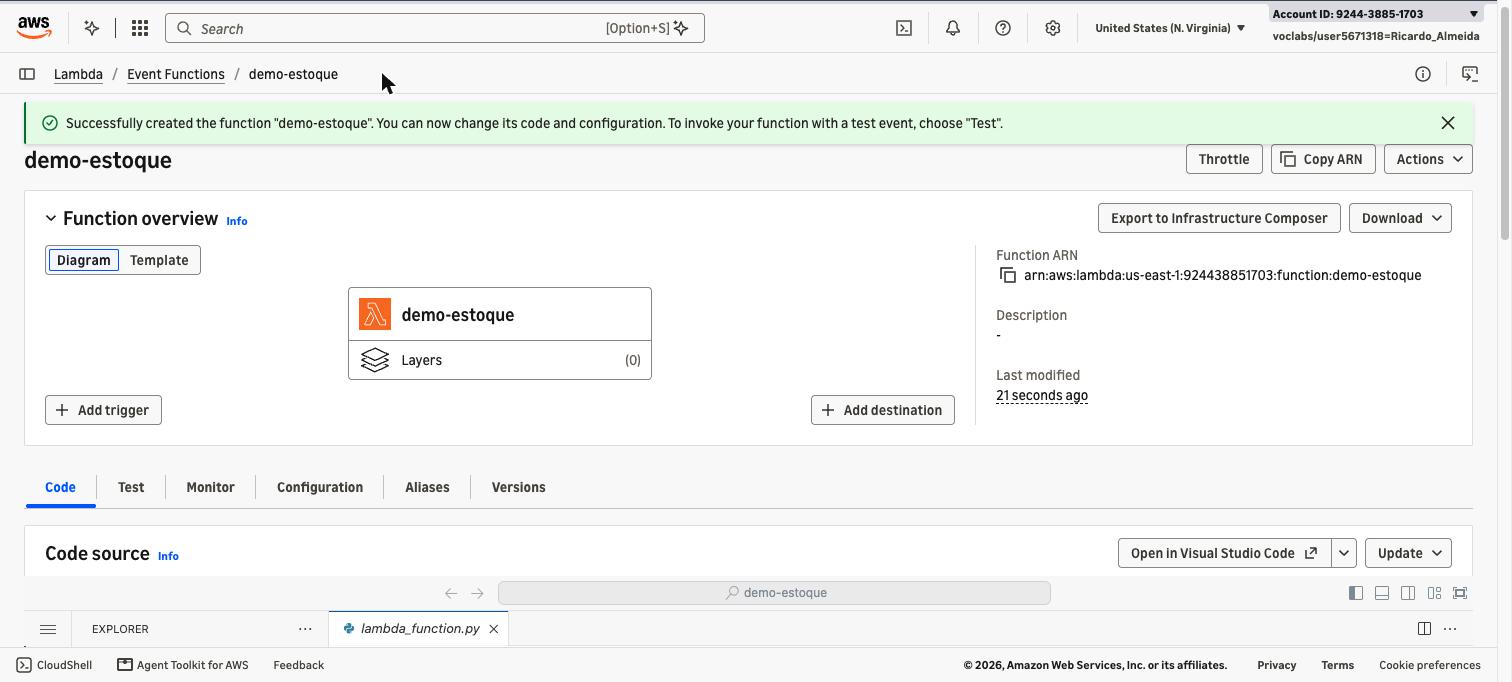 aws
Search [Option+S]
United States (N. Virginia)
Account ID: 9244-3885-1703
voclabs/user5671318=Ricardo_Almeida
Lambda / Event Functions / demo-estoque
Successfully created the function "demo-estoque". You can now change its code and configuration. To invoke your function with a test event, choose "Test".
demo-estoque
Throttle Copy ARN Actions
Function overview Info
Export to Infrastructure Composer Download
Diagram Template
demo-estoque
Layers (0)
+ Add trigger
+ Add destination
Function ARN
arn:aws:lambda:us-east-1:924438851703:function:demo-estoque
Description
-
Last modified
21 seconds ago
Code Test Monitor Configuration Aliases Versions
Code source Info
Open in Visual Studio Code Update
demo-estoque
EXPLORER ··· lambda_function.py ···
CloudShell Agent Toolkit for AWS Feedback
© 2026, Amazon Web Services, Inc. or its affiliates. Privacy Terms Cookie preferences